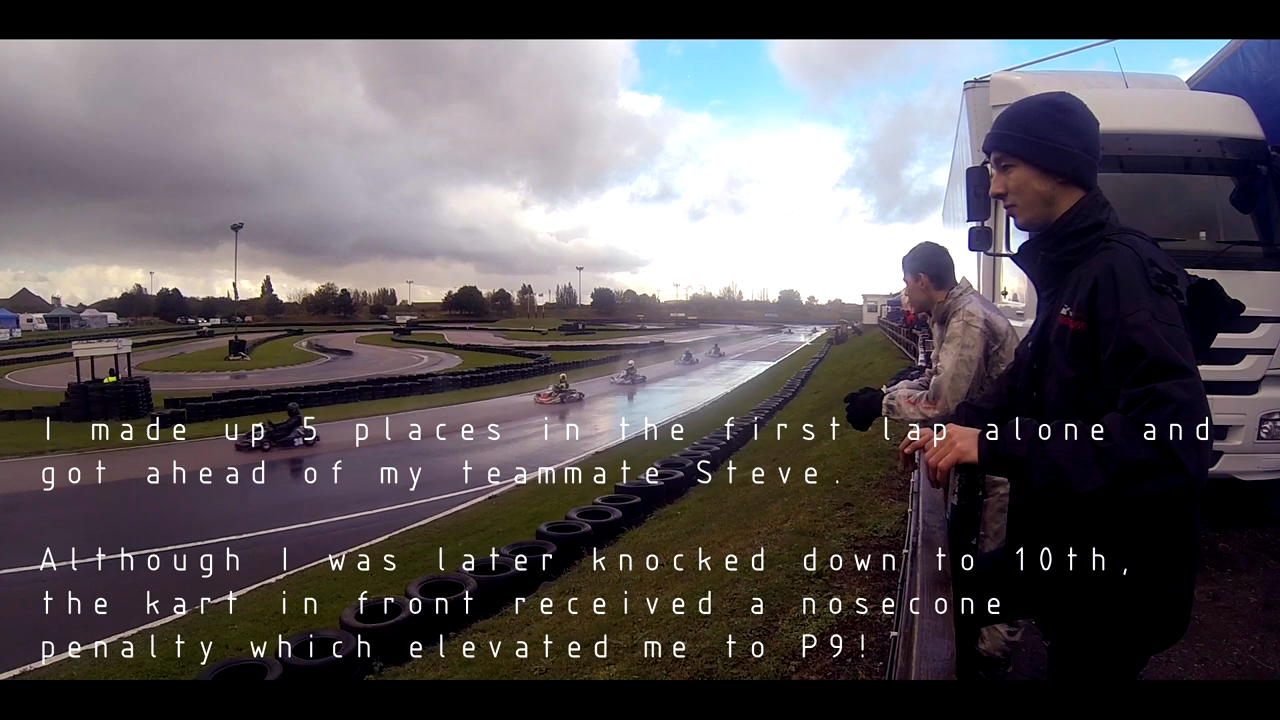 I made up 5 places in the first lap alone and
got ahead of my teammate Steve.
Although I was later knocked down to 10th,
the kart in front received a nosecone
penalty which elevated me to P9!